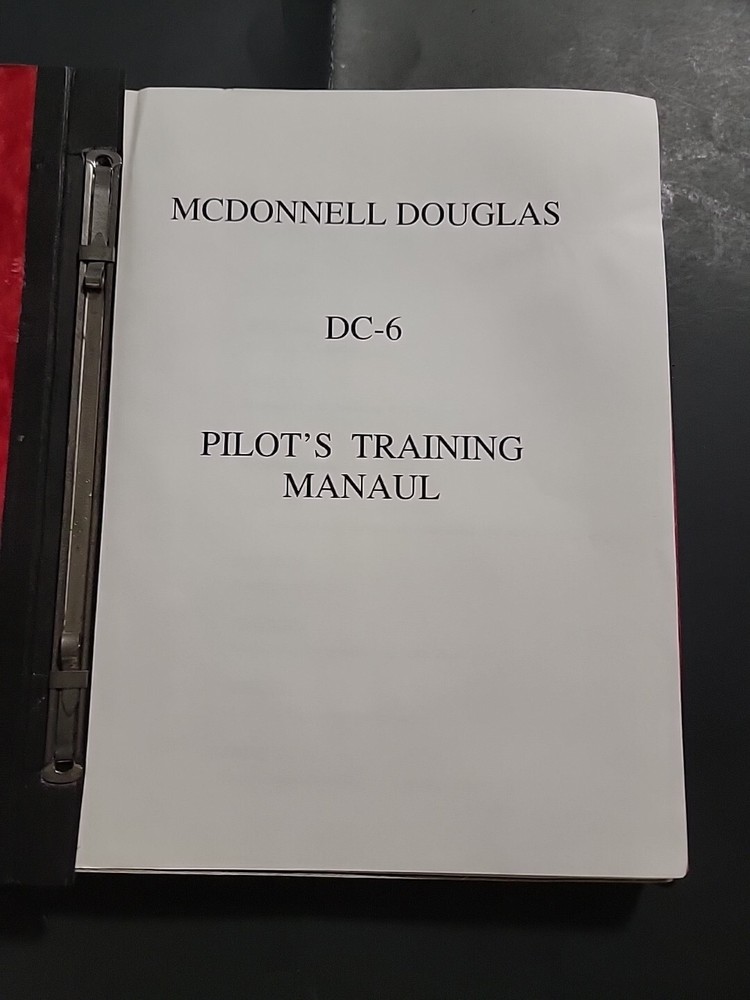 MCDONNELL DOUGLAS
DC-6
PILOT'S TRAINING
MANAUL